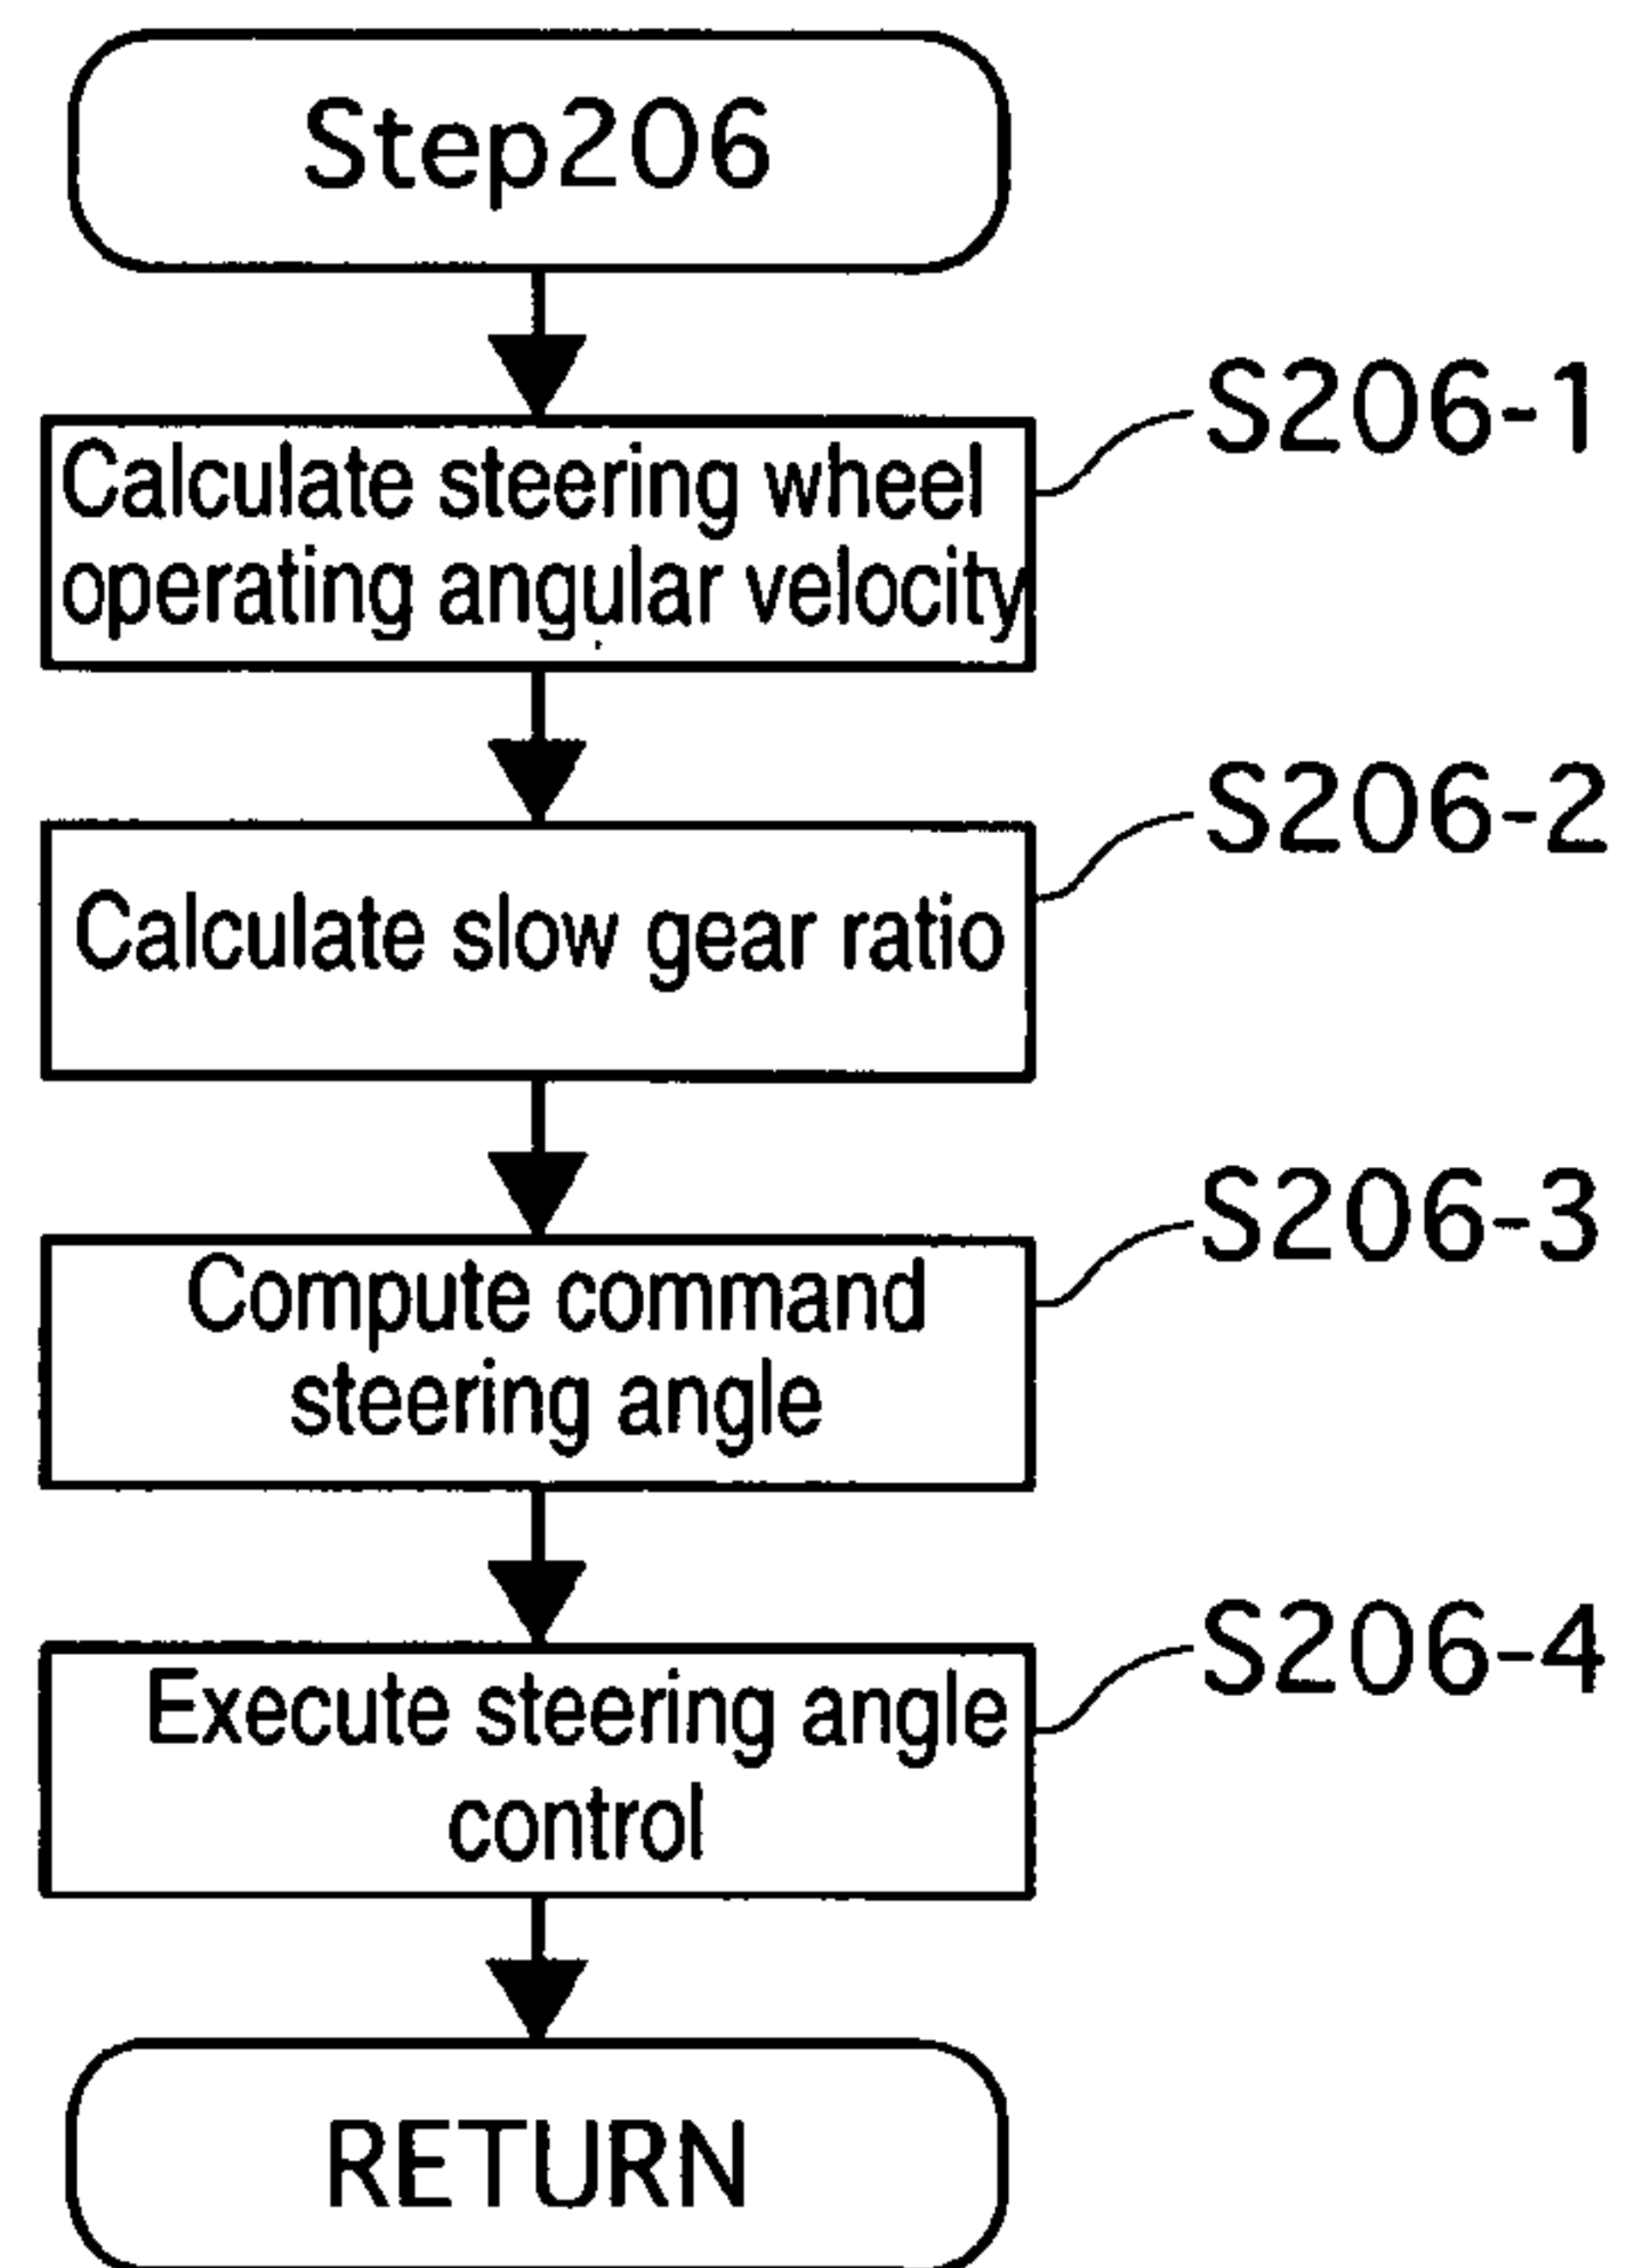 Step206
Calculate steering wheel
operating angular velocity
S206-1
Calculate slow gear ratio
S206-2
Compute command
steering angle
S206-3
Execute steering angle
control
S206-4
RETURN